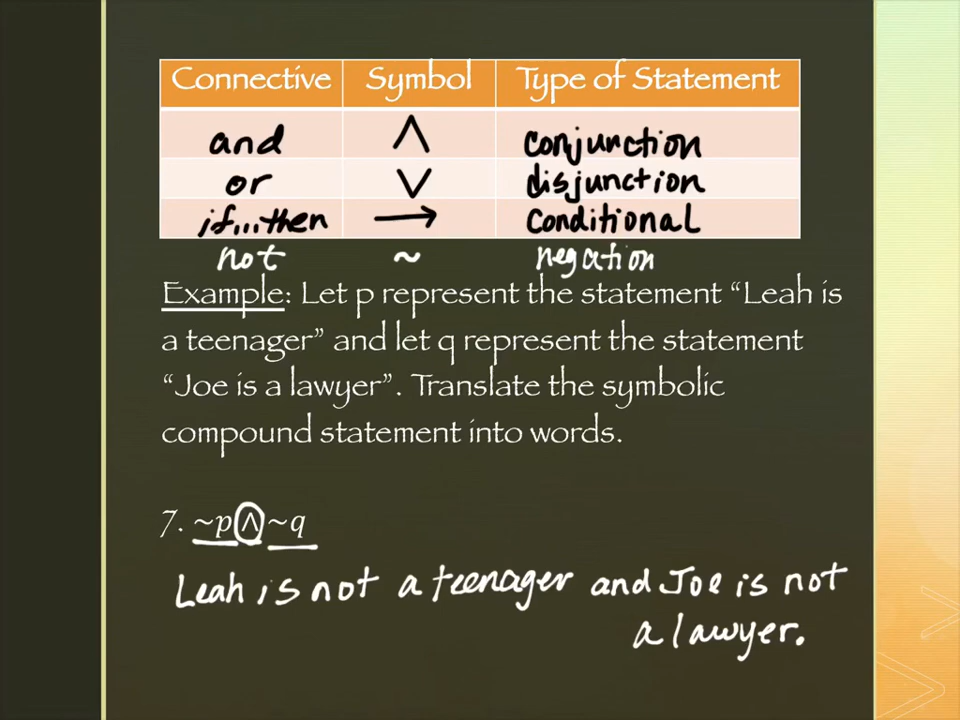 Connective Symbol Type of Statement
and ∧ conjunction
or ∨ disjunction
if...then → conditional
not ~ negation
Example: Let p represent the statement “Leah is
a teenager” and let q represent the statement
“Joe is a lawyer”. Translate the symbolic
compound statement into words.
7. ~p∧~q
Leah is not a teenager and Joe is not
a lawyer.